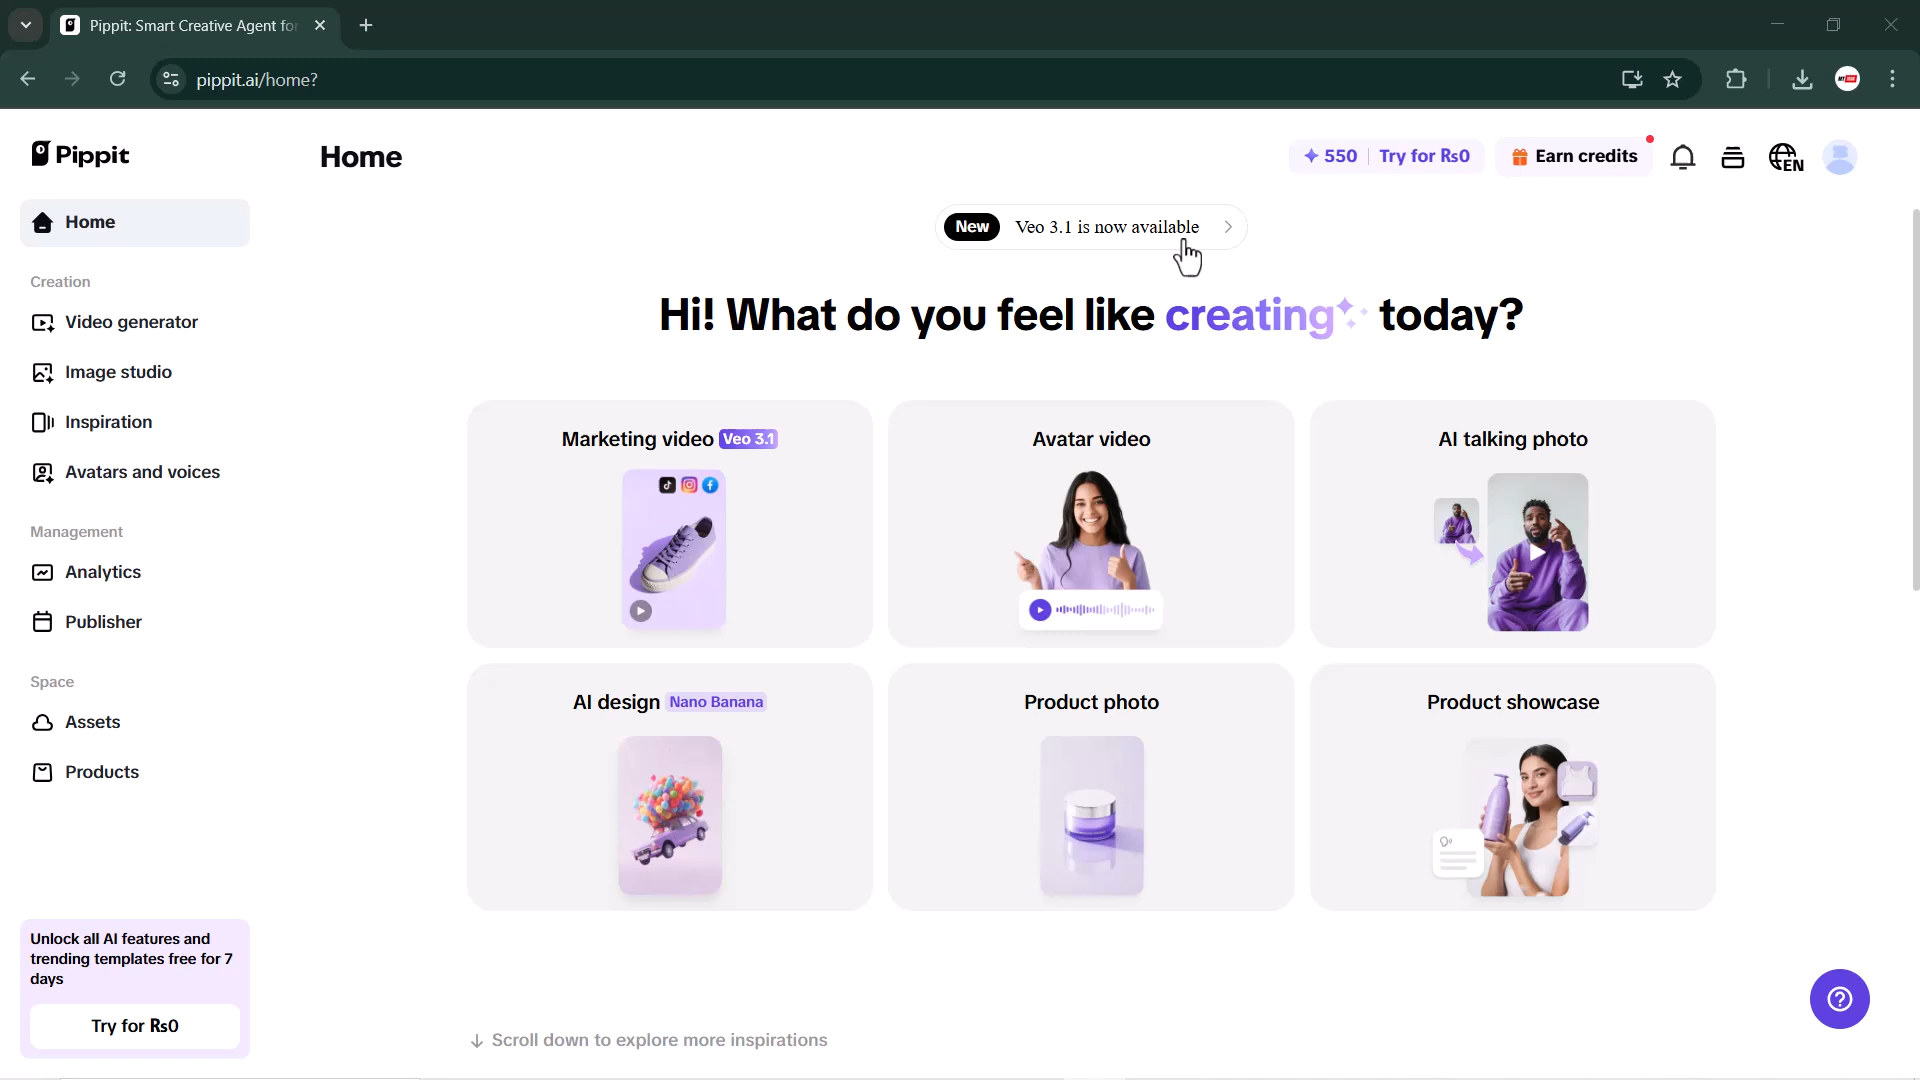 Pippit: Smart Creative Agent for
pippit.ai/home?
Pippit
Home
550
Try for Rs0
Earn credits
EN
Home
New
Veo 3.1 is now available
Creation
Hi! What do you feel like creating today?
Video generator
Image studio
Inspiration
Avatars and voices
Marketing video Veo 3.1
Avatar video
AI talking photo
Management
Analytics
Publisher
Space
Assets
Products
AI design Nano Banana
Product photo
Product showcase
Unlock all AI features and
trending templates free for 7
days
Try for Rs0
Scroll down to explore more inspirations